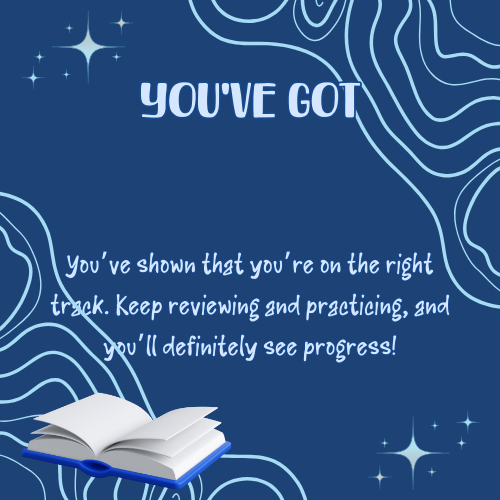 YOU'VE GOT
You've shown that you're on the right
track. Keep reviewing and practicing, and
you'll definitely see progress!